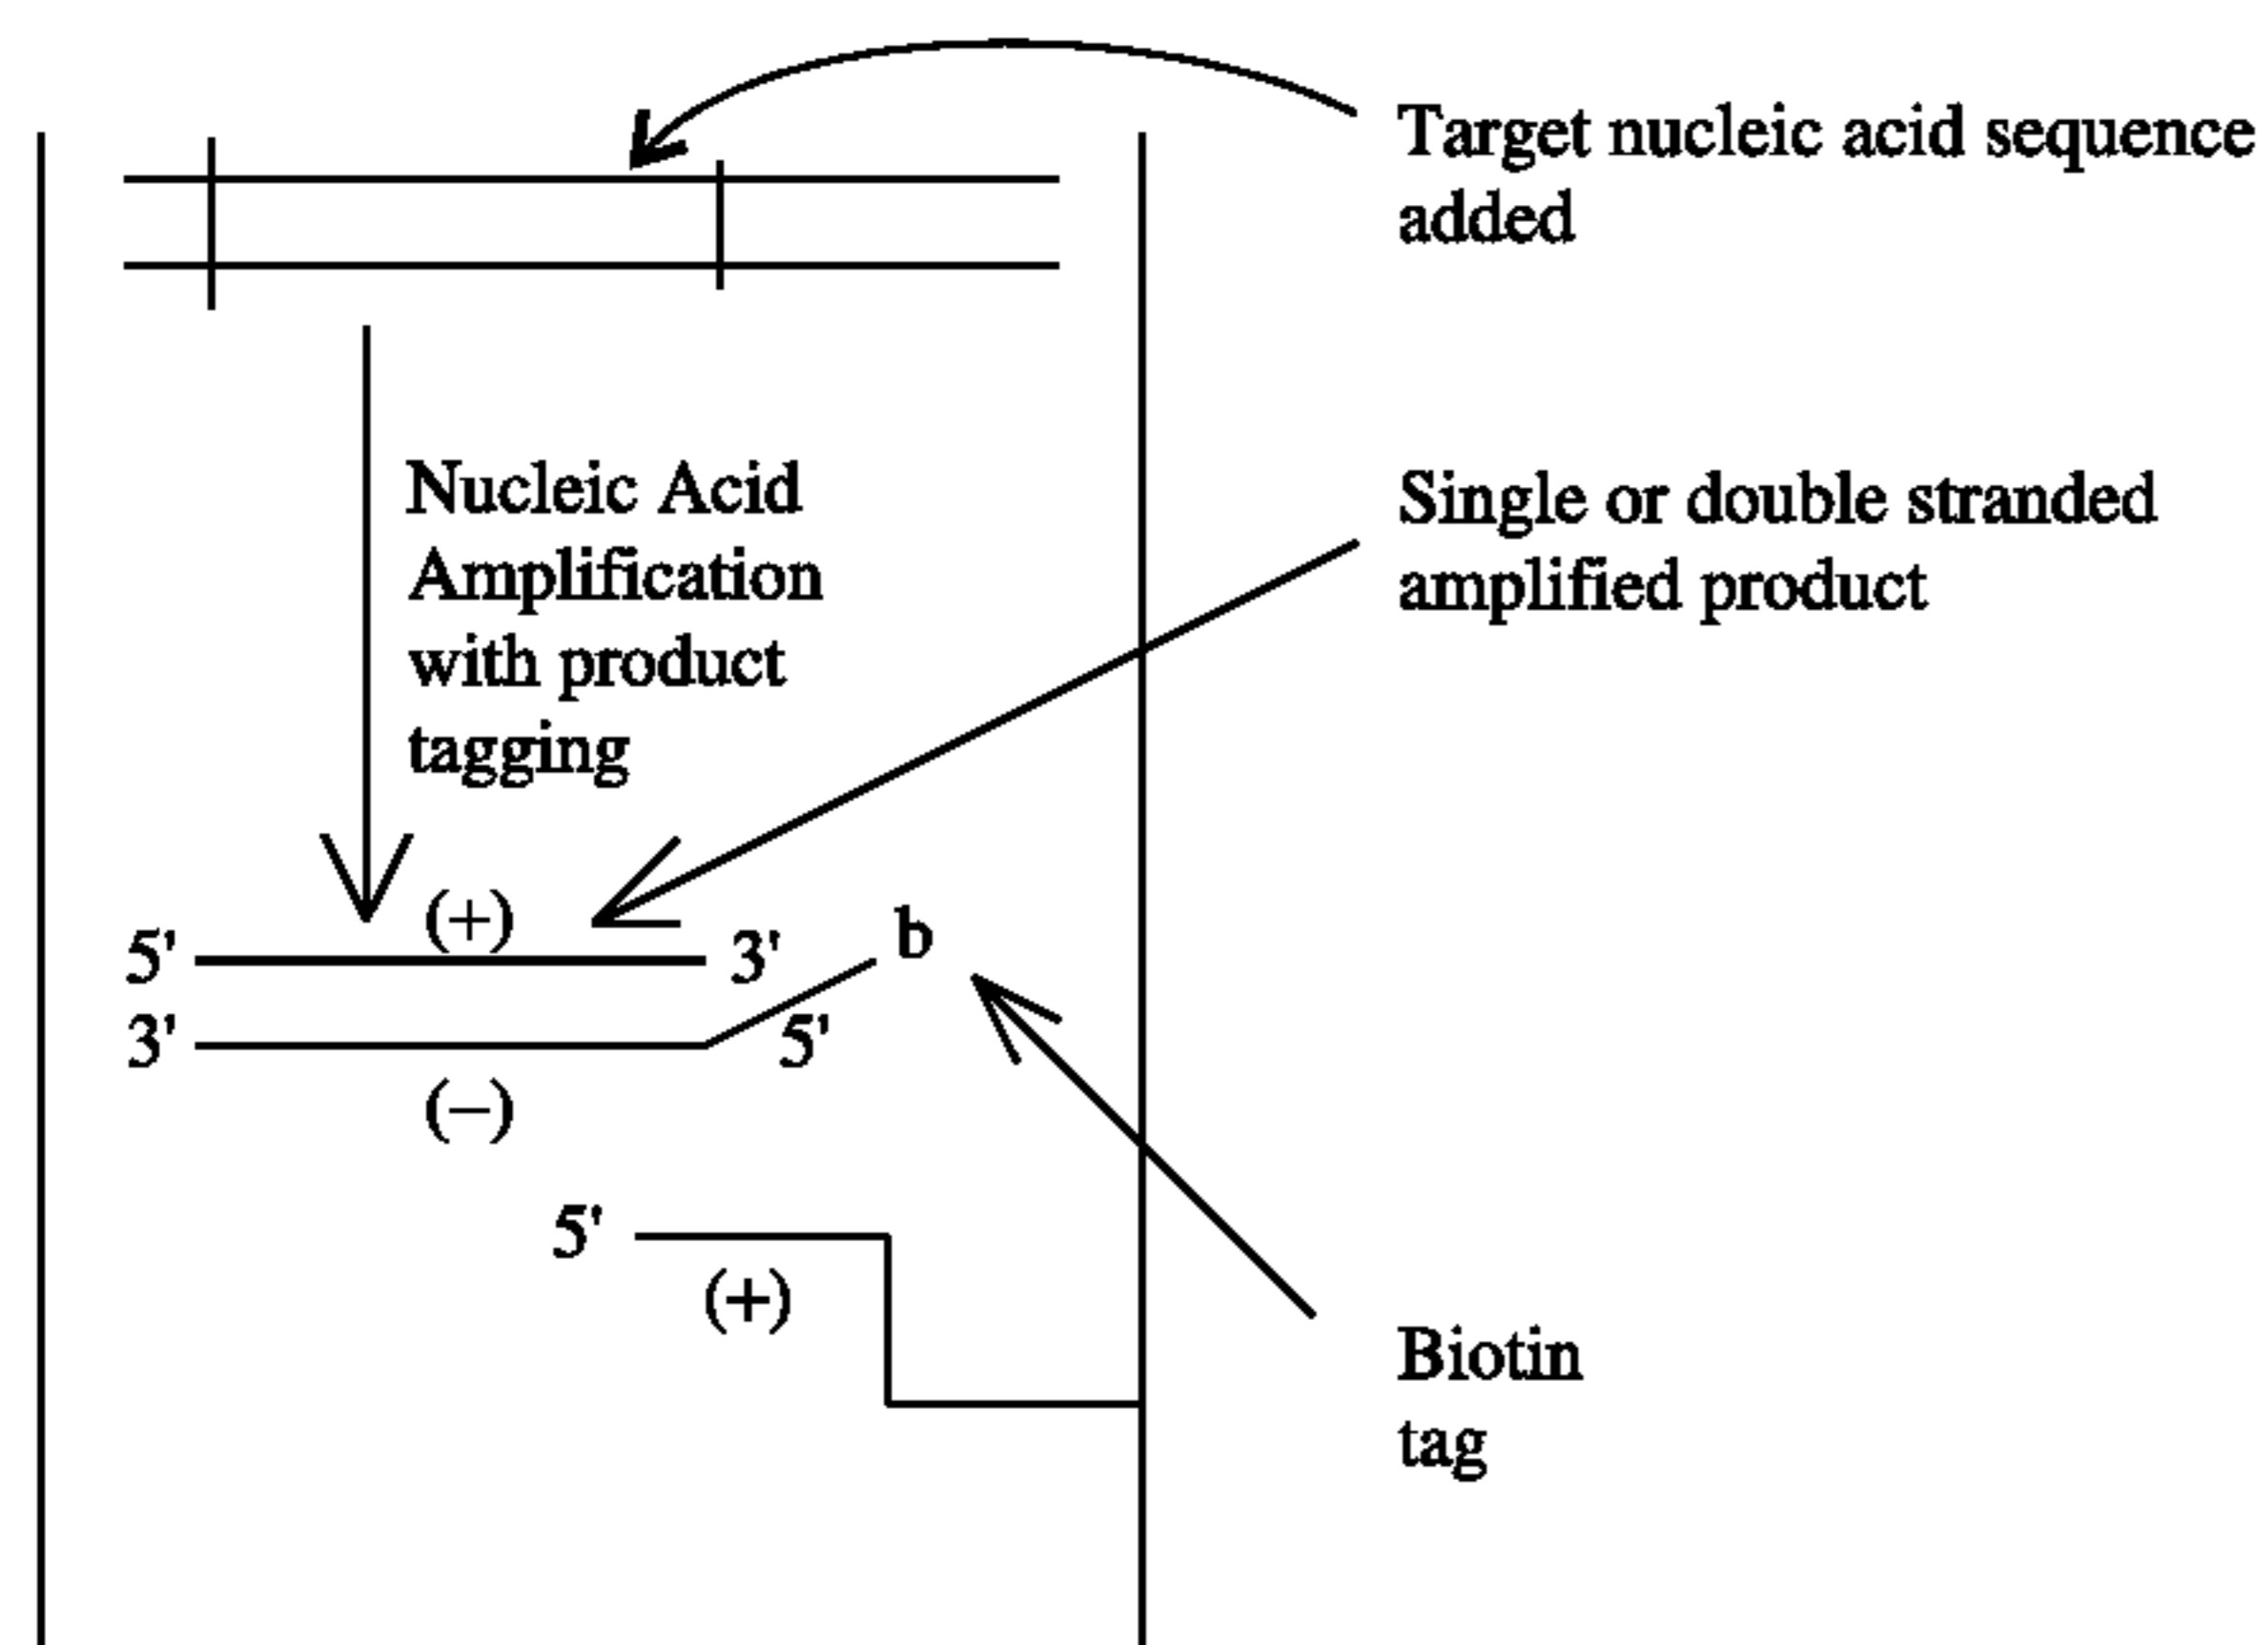 Target nucleic acid sequence
added
Nucleic Acid
Amplification
with product
tagging
Single or double stranded
amplified product
(+)
5' 3' b
3' 5'
(−)
5'
(+)
Biotin
tag